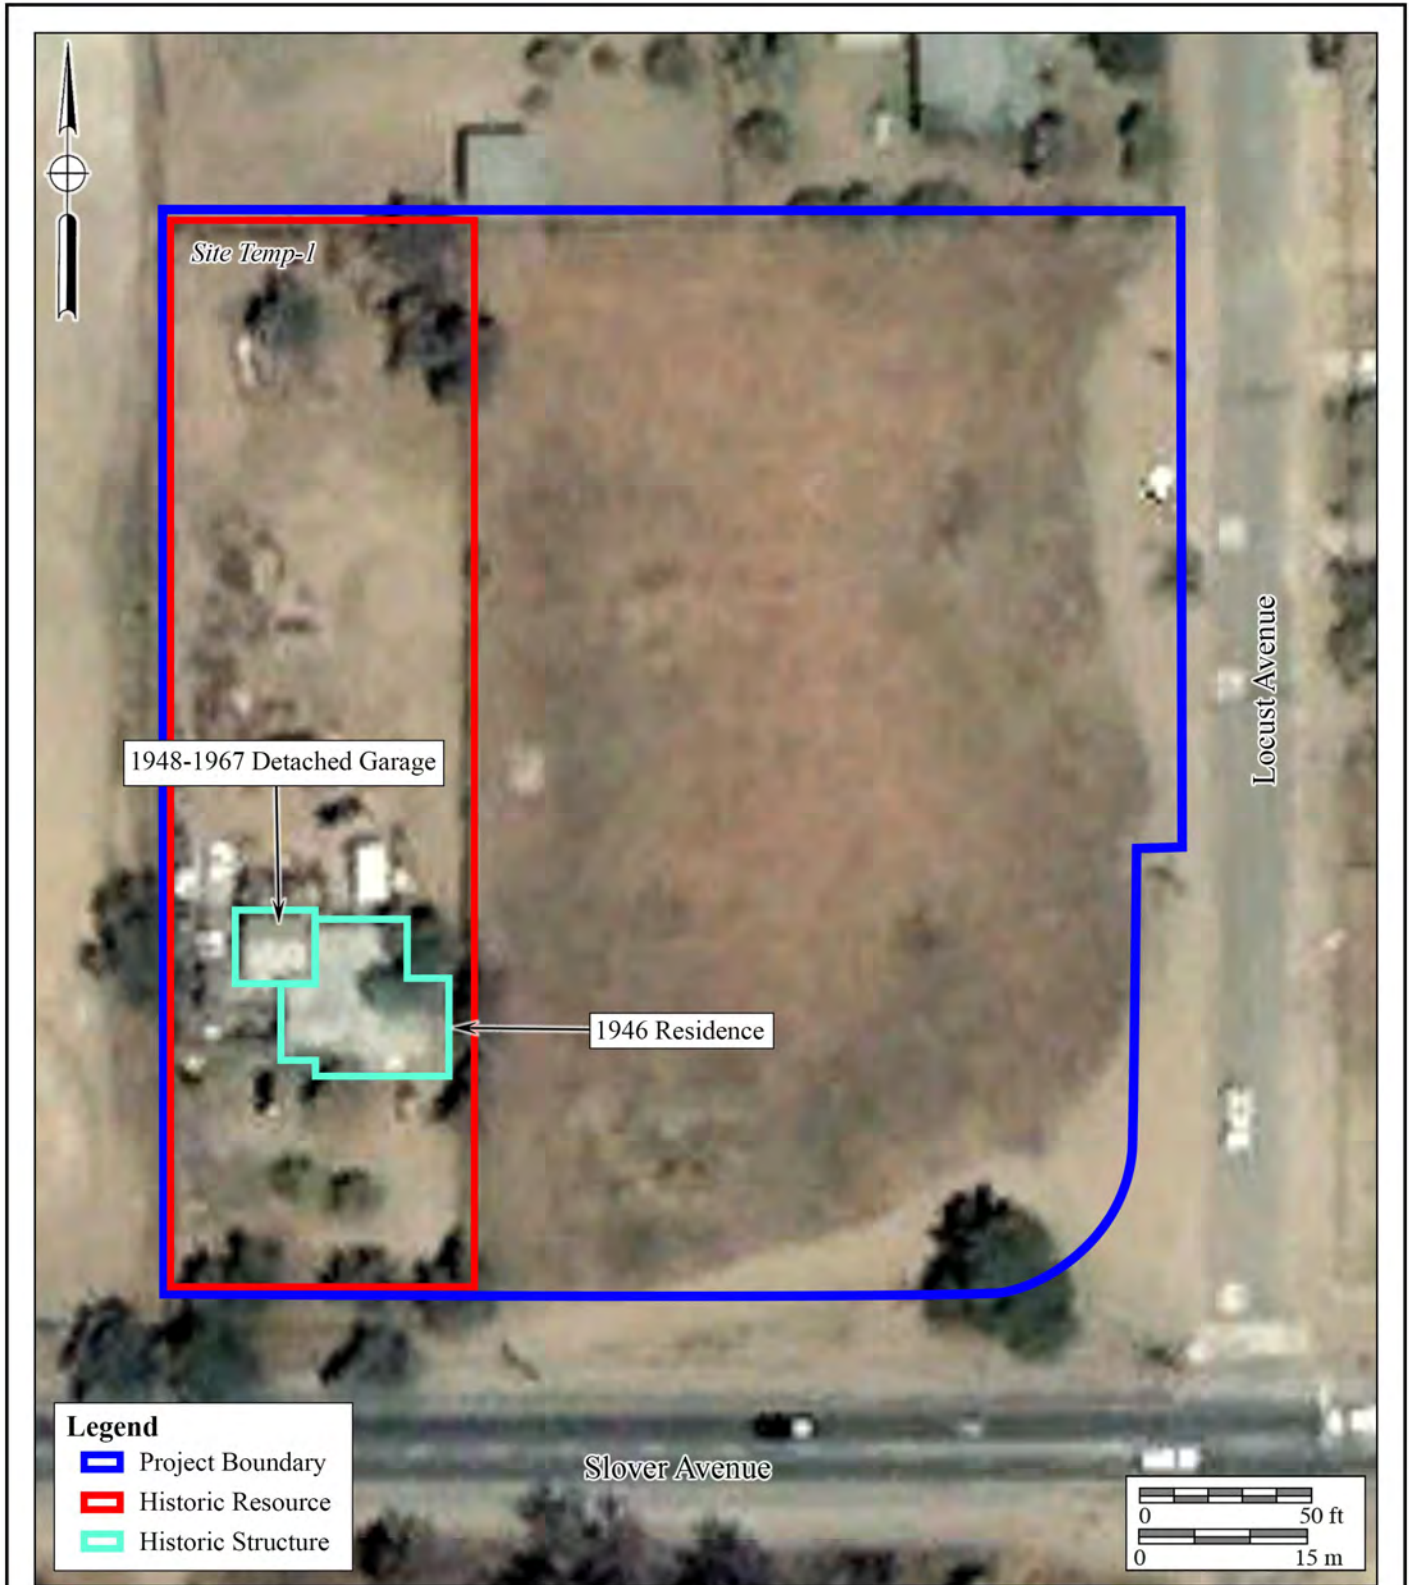 Site Temp-1
1948-1967 Detached Garage
1946 Residence
Locust Avenue
Slover Avenue
Legend
Project Boundary
Historic Resource
Historic Structure
0 50 ft
0 15 m